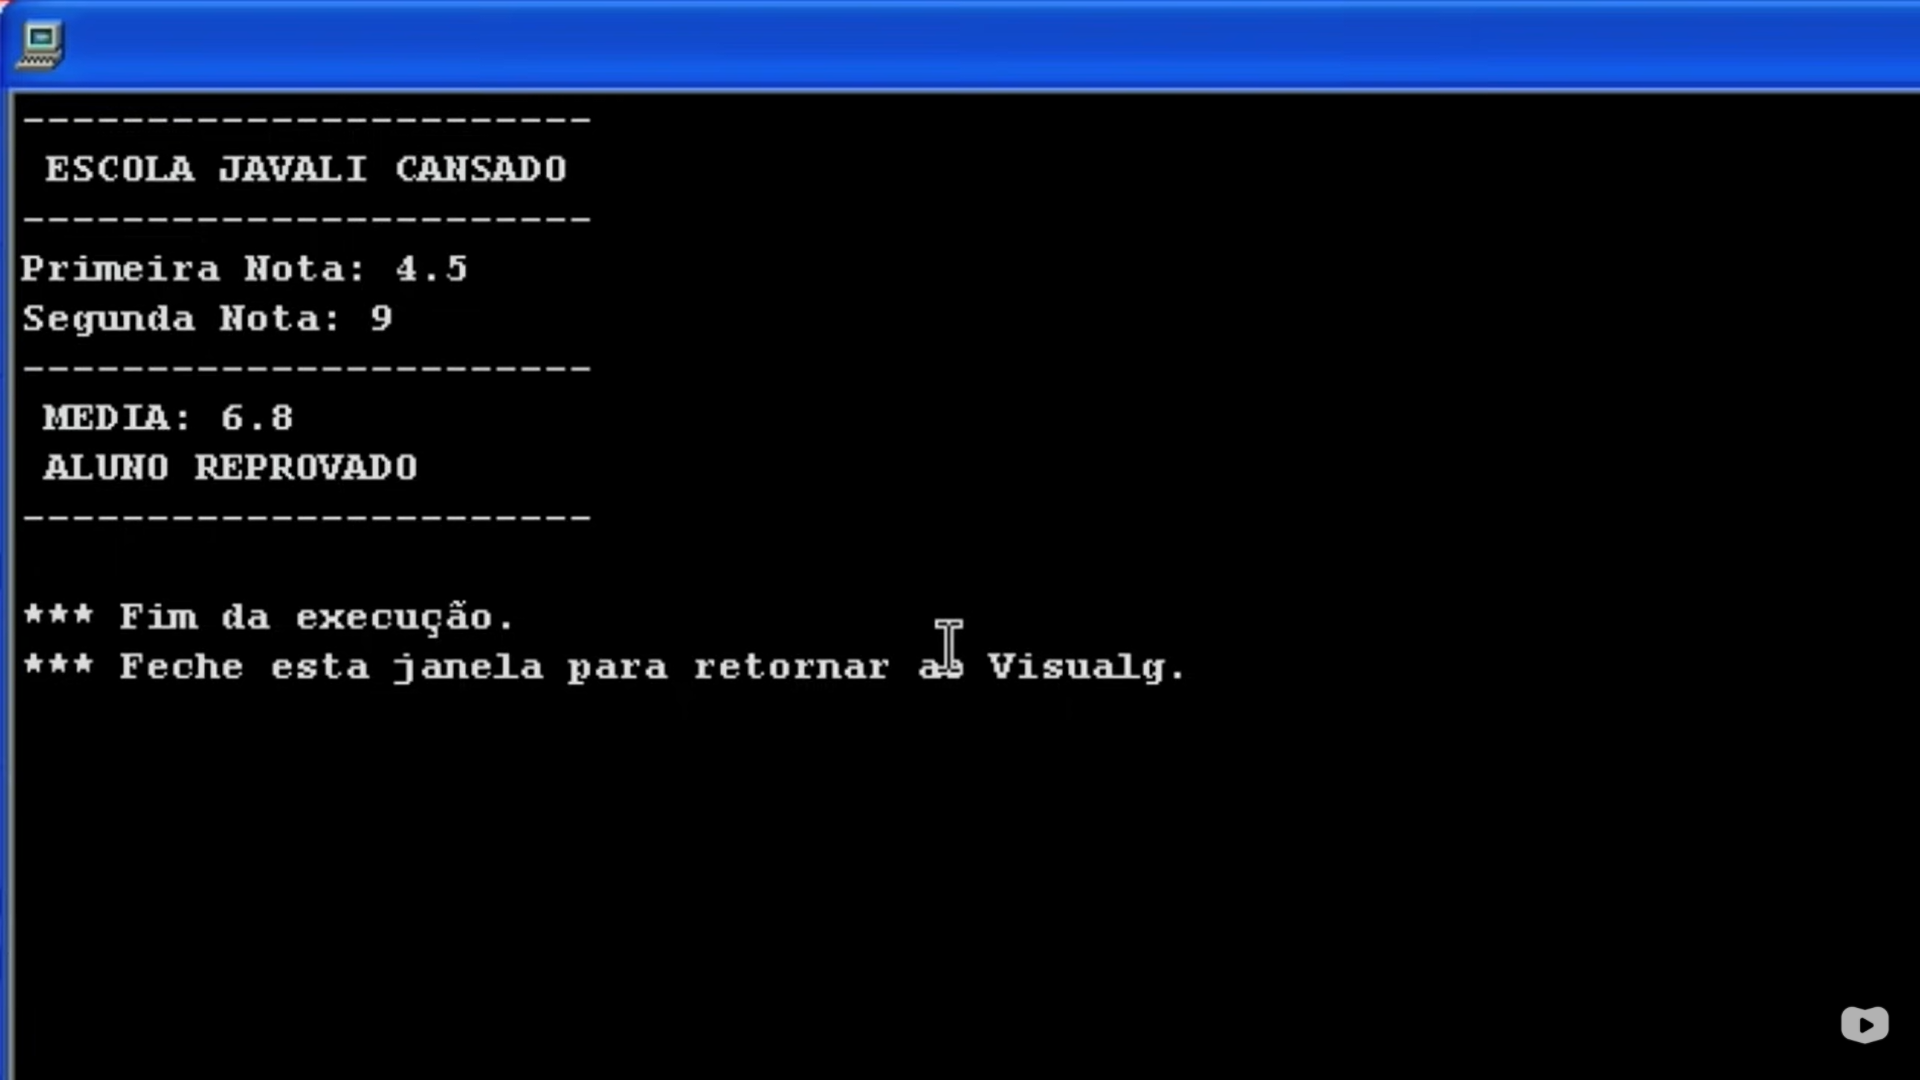 -----------------------
ESCOLA JAVALI CANSADO
-----------------------
Primeira Nota: 4.5
Segunda Nota: 9
-----------------------
MEDIA: 6.8
ALUNO REPROVADO
-----------------------
*** Fim da execução.
*** Feche esta janela para retornar ao Visualg.